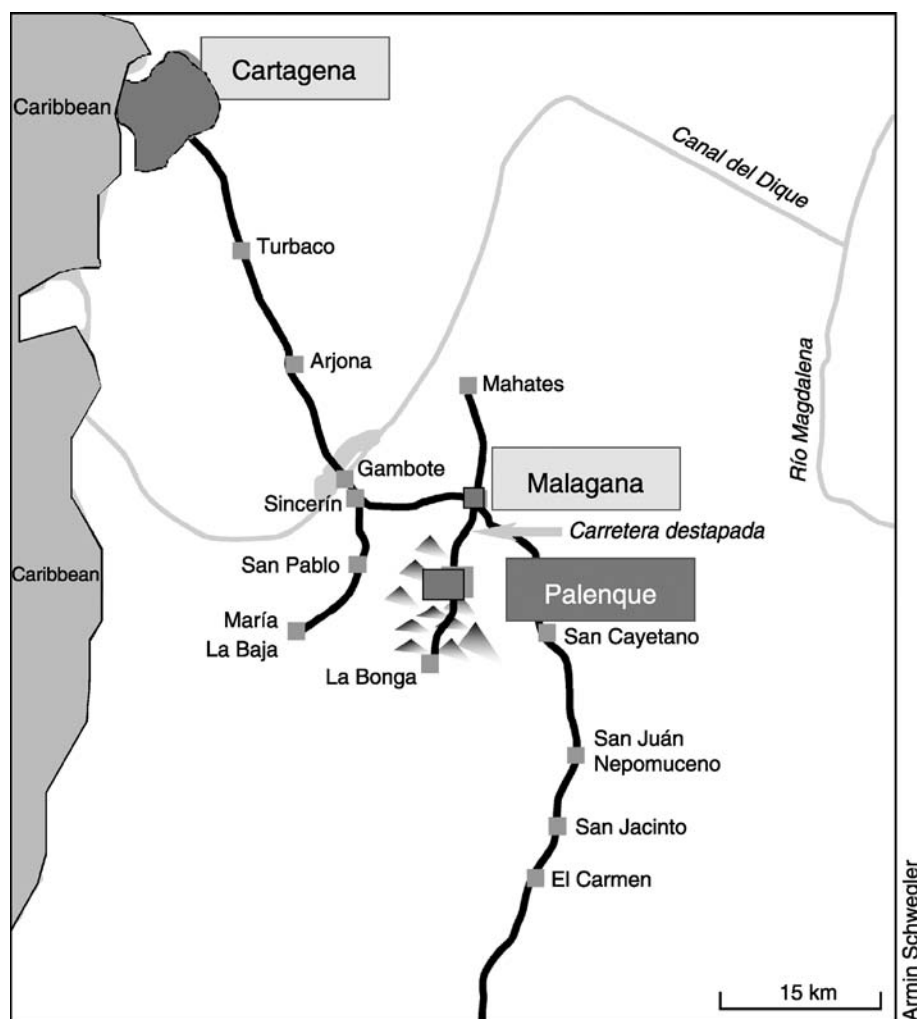 Cartagena
Caribbean
Canal del Dique
Turbaco
Río Magdalena
Arjona
Mahates
Gambote
Malagana
Sincerín
Carretera destapada
San Pablo
Caribbean
Palenque
María
La Baja
San Cayetano
La Bonga
San Juán
Nepomuceno
San Jacinto
El Carmen
15 km
Armin Schwegler